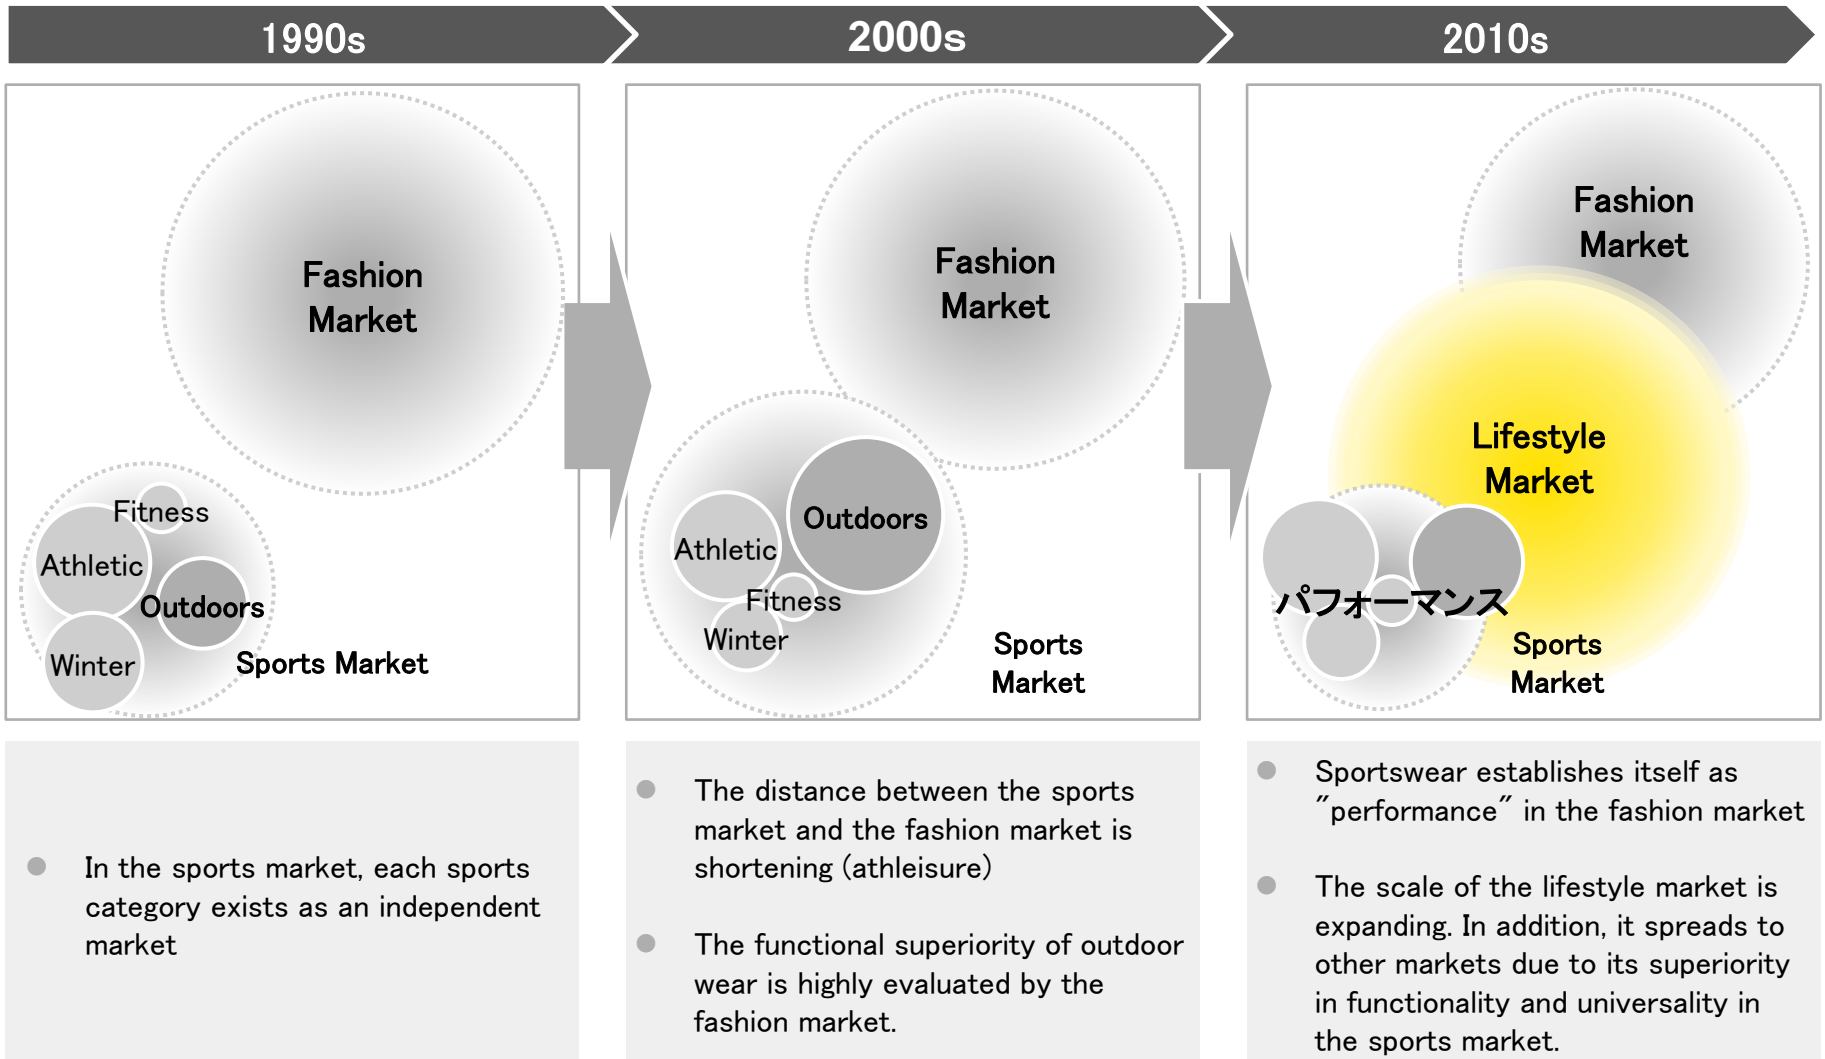 1990s
2000s
2010s
Fashion
Market
Fitness
Athletic
Outdoors
Winter
Sports Market
Fashion
Market
Outdoors
Athletic
Fitness
Winter
Sports
Market
Fashion
Market
Lifestyle
Market
パフォーマンス
Sports
Market
In the sports market, each sports
category exists as an independent
market
The distance between the sports
market and the fashion market is
shortening (athleisure)
The functional superiority of outdoor
wear is highly evaluated by the
fashion market.
Sportswear establishes itself as
"performance" in the fashion market
The scale of the lifestyle market is
expanding. In addition, it spreads to
other markets due to its superiority
in functionality and universality in
the sports market.